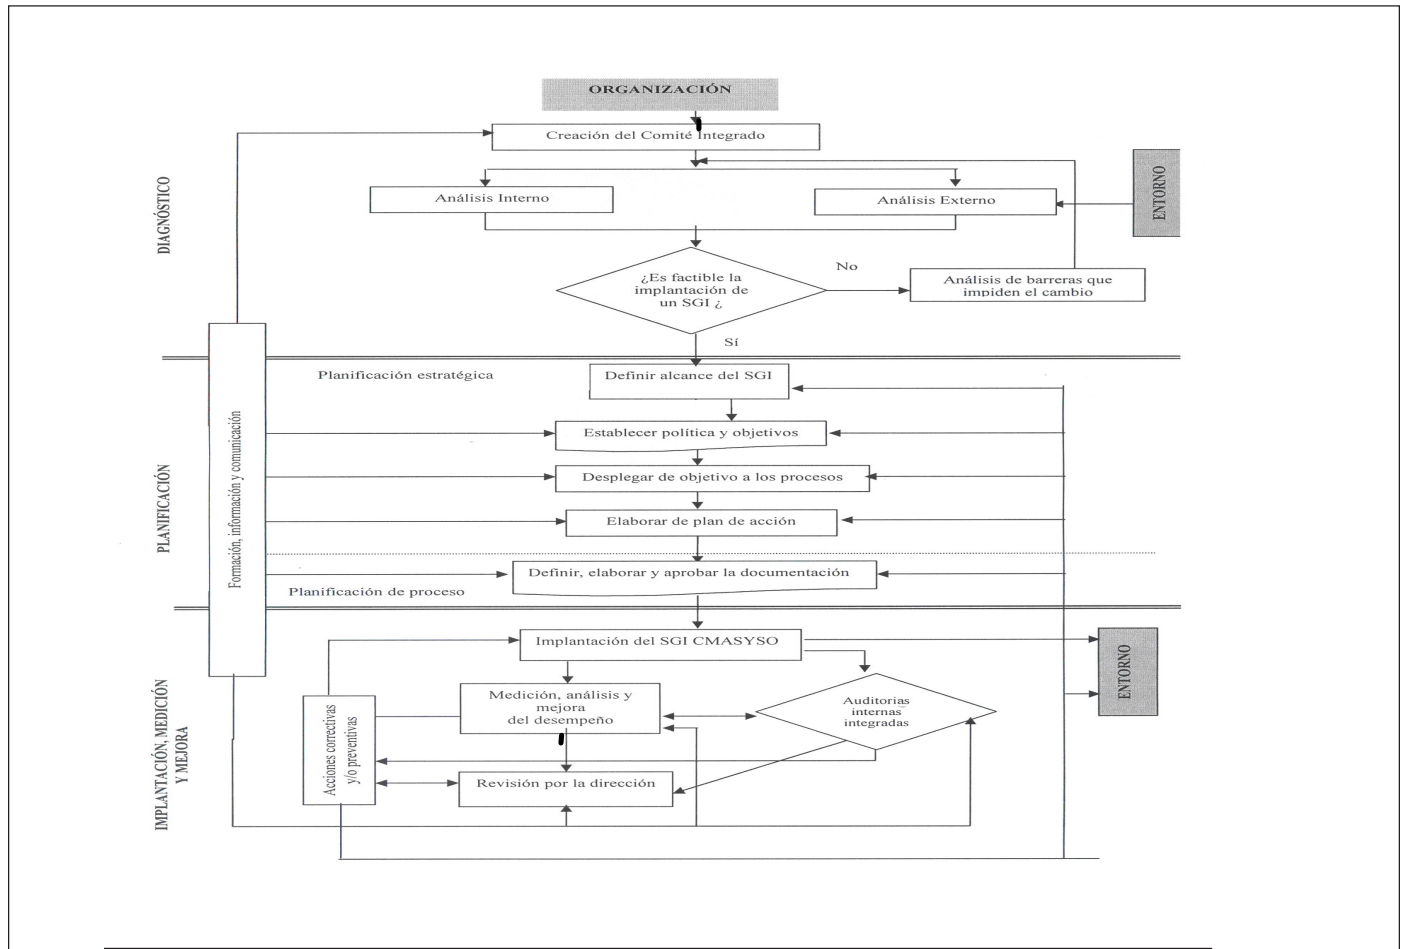 ORGANIZACIÓN
Creación del Comité Integrado
DIAGNÓSTICO
ENTORNO
Análisis Interno
Análisis Externo
¿Es factible la
implantación de
un SGI ¿
No
Análisis de barreras que
impiden el cambio
Sí
PLANIFICACIÓN
Formación, información y comunicación
Planificación estratégica
Definir alcance del SGI
Establecer política y objetivos
Desplegar de objetivo a los procesos
Elaborar de plan de acción
Definir, elaborar y aprobar la documentación
Planificación de proceso
IMPLANTACIÓN, MEDICIÓN
Y MEJORA
Implantación del SGI CMASYSO
ENTORNO
Acciones correctivas
y/o preventivas
Medición, análisis y
mejora
del desempeño
Auditorias
internas
integradas
Revisión por la dirección